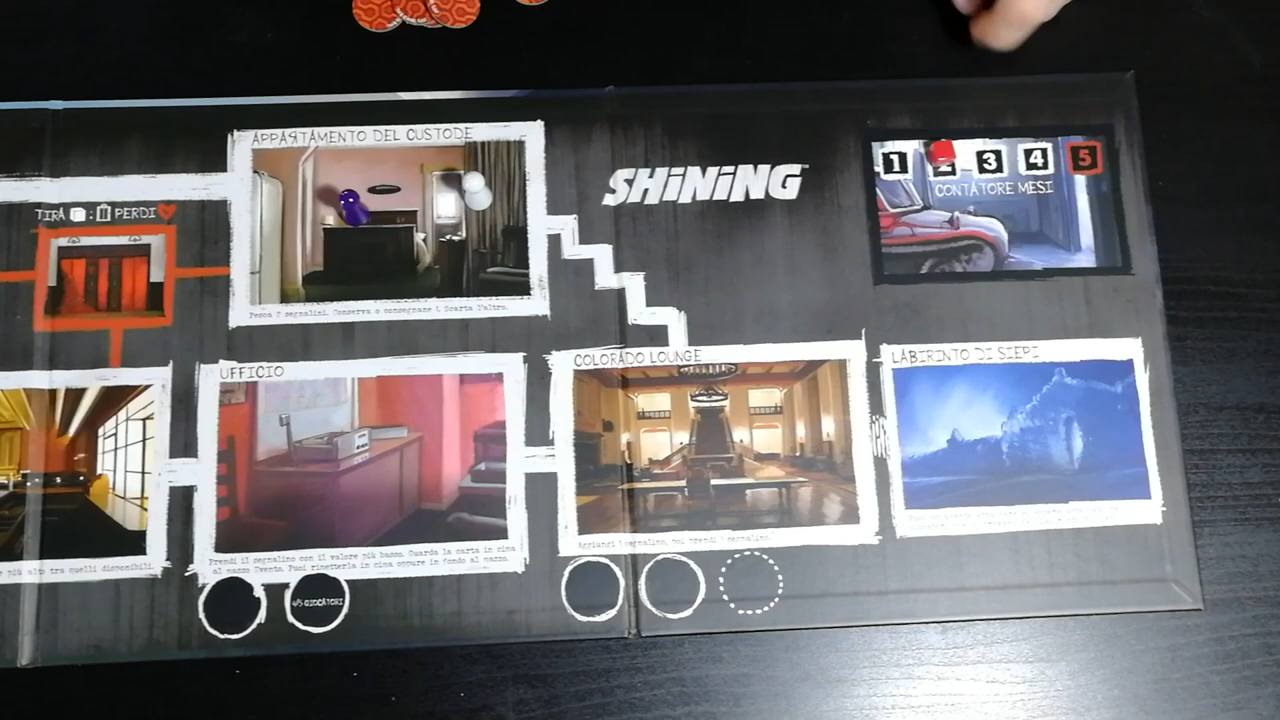 APPARTAMENTO DEL CUSTODE
SHiNiNG
1 2 3 4 5
CONTATORE MESI
TIRA : PERDI
Pesca 2 segnalini. Conserva o consegnane 1. Scarta l'altro.
UFFICIO
COLORADO LOUNGE
LABIRINTO DI SIEPI
Prendi il segnalino con il valore più basso. Guarda la carta in cima
al mazzo Evento. Puoi rimetterla in cima oppure in fondo al mazzo.
Aggiungi 1 segnalino, poi prendi 1 segnalino.
più alto tra quelli disponibili.
4/5 GIOCATORI